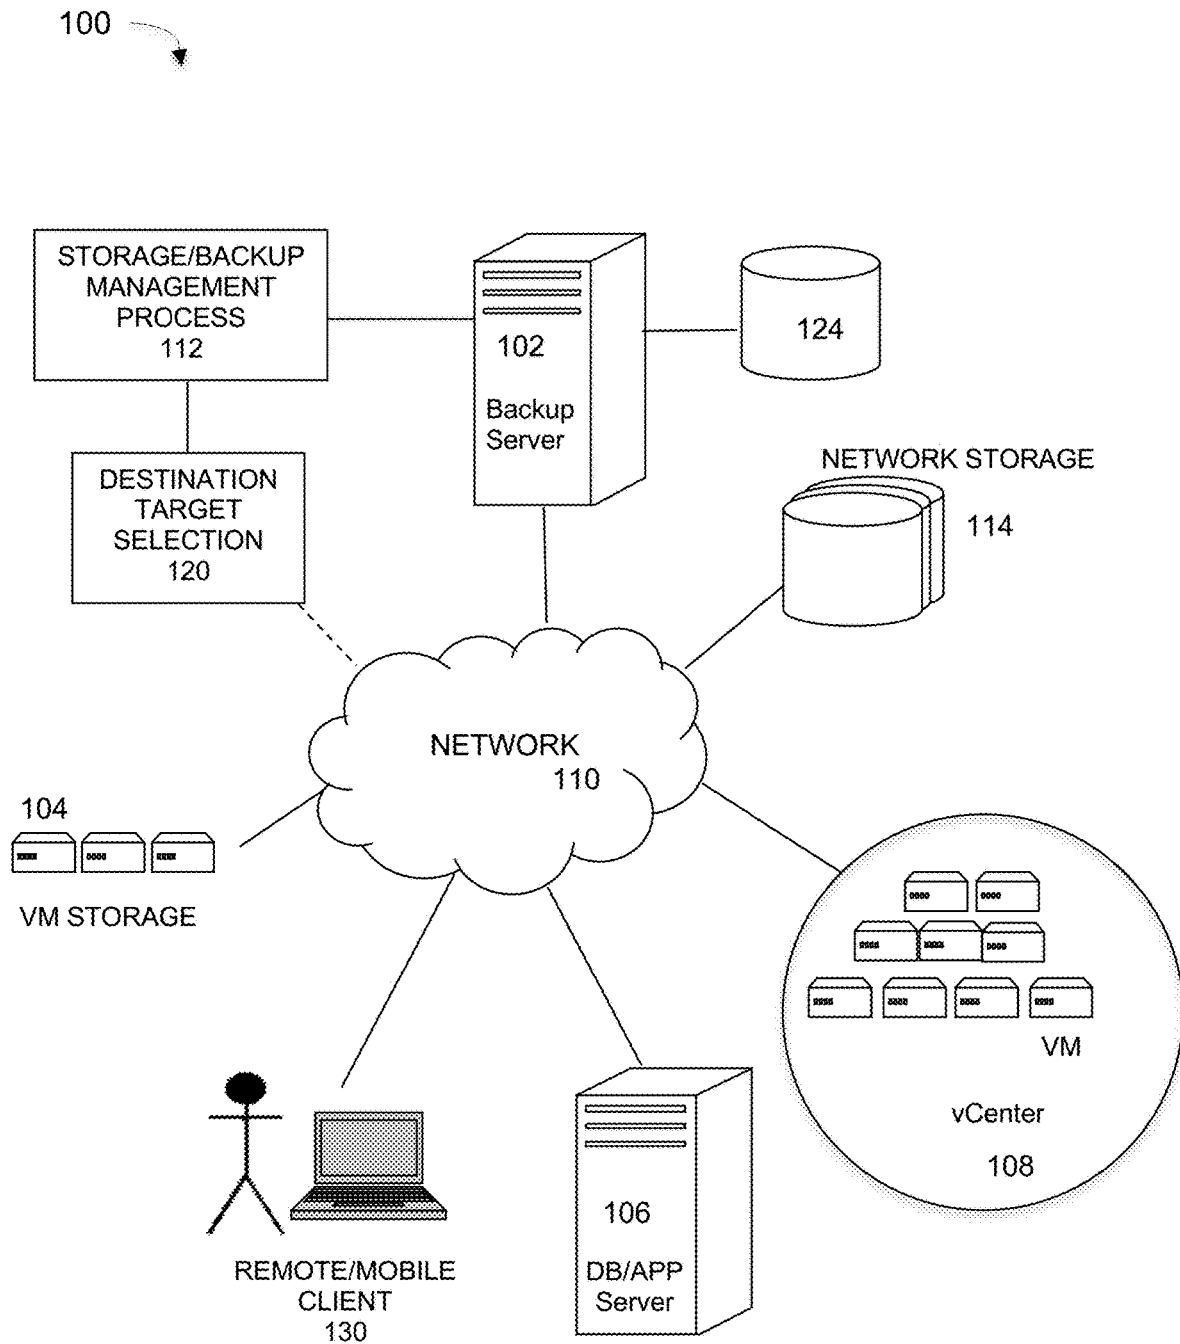 100
STORAGE/BACKUP
MANAGEMENT
PROCESS
112
102
Backup
Server
124
DESTINATION
TARGET
SELECTION
120
NETWORK STORAGE
114
NETWORK
110
104
VM STORAGE
VM
vCenter
108
REMOTE/MOBILE
CLIENT
130
106
DB/APP
Server